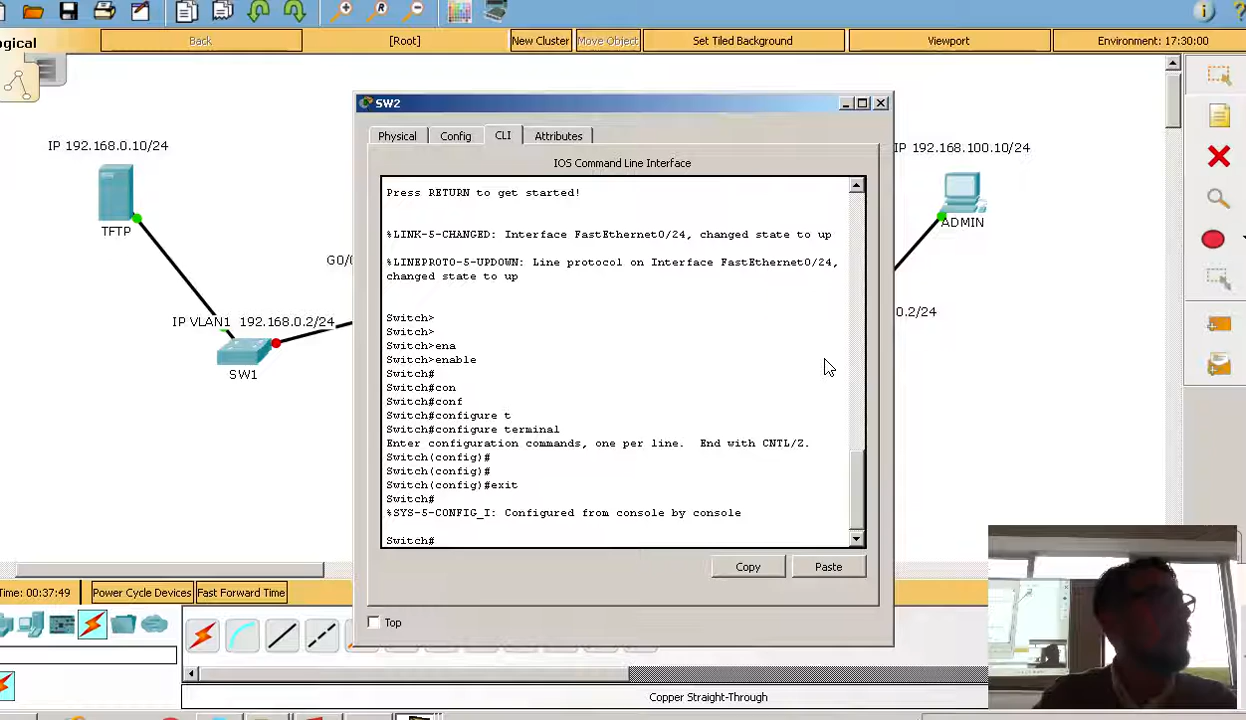 ogical
Back
[Root]
New Cluster
Move Object
Set Tiled Background
Viewport
Environment: 17:30:00
SW2
Physical
Config
CLI
Attributes
IOS Command Line Interface
IP 192.168.0.10/24
TFTP
G0/(
IP VLAN1 192.168.0.2/24
SW1
Press RETURN to get started!
%LINK-5-CHANGED: Interface FastEthernet0/24, changed state to up
%LINEPROTO-5-UPDOWN: Line protocol on Interface FastEthernet0/24,
changed state to up
Switch>
Switch>
Switch>ena
Switch>enable
Switch#
Switch#con
Switch#conf
Switch#configure t
Switch#configure terminal
Enter configuration commands, one per line.  End with CNTL/Z.
Switch(config)#
Switch(config)#
Switch(config)#exit
Switch#
%SYS-5-CONFIG_I: Configured from console by console
Switch#
Copy
Paste
Top
IP 192.168.100.10/24
ADMIN
0.2/24
Time: 00:37:49
Power Cycle Devices
Fast Forward Time
Copper Straight-Through